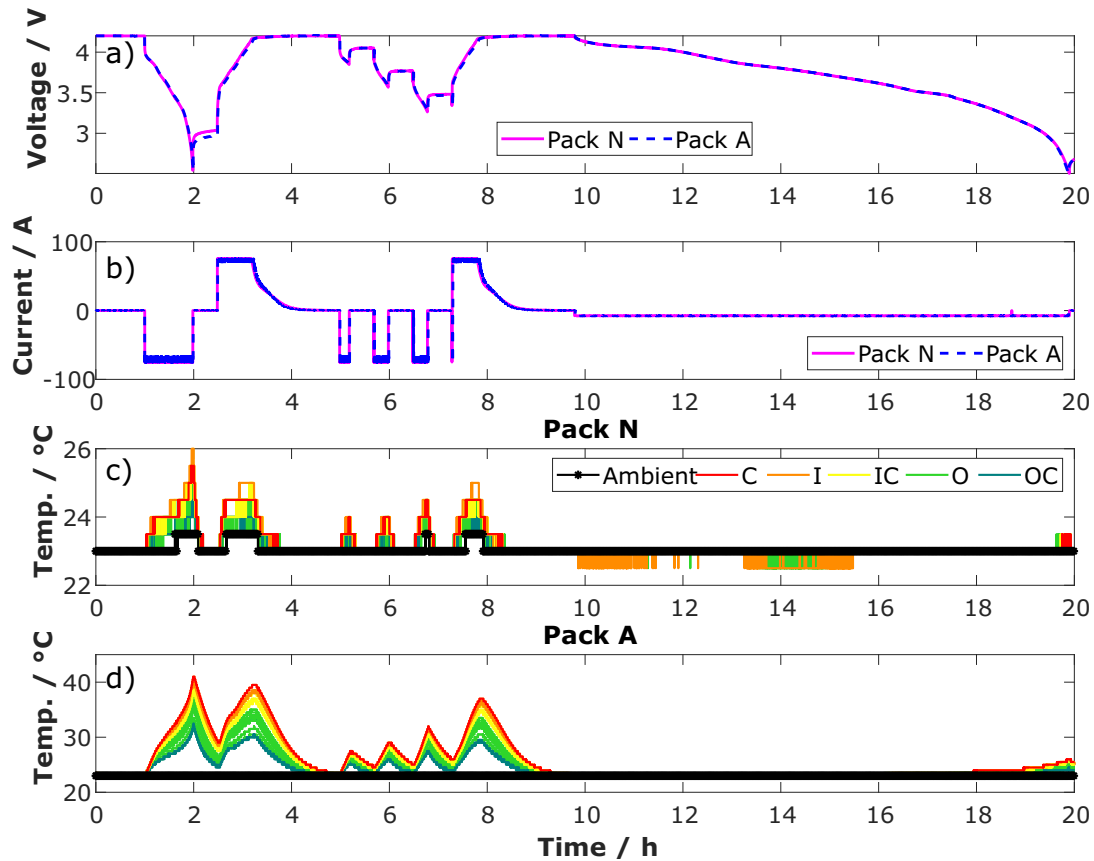 Voltage / V
a)
4
3.5
3
Pack N Pack A
0 2 4 6 8 10 12 14 16 18 20
Current / A
b)
100
0
-100
Pack N Pack A
0 2 4 6 8 10 12 14 16 18 20
Pack N
Temp. / °C
c)
26
24
22
Ambient C I IC O OC
0 2 4 6 8 10 12 14 16 18 20
Pack A
Temp. / °C
d)
40
30
20
0 2 4 6 8 10 12 14 16 18 20
Time / h